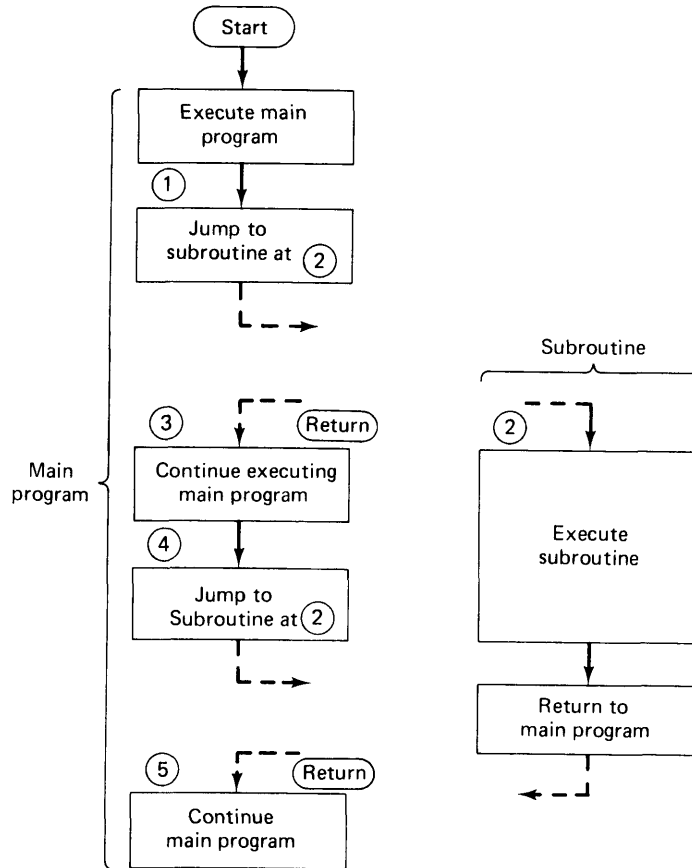 Start
Execute main
program
1
Jump to
subroutine at 2
Return
3
Continue executing
main program
4
Jump to
Subroutine at 2
Return
5
Continue
main program
Main
program
Subroutine
2
Execute
subroutine
Return to
main program